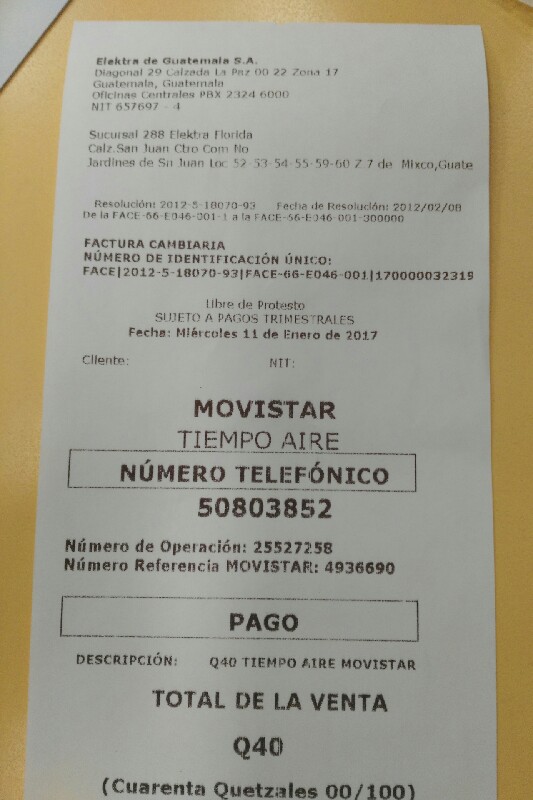 Elektra de Guatemala S.A.
Diagonal 29 Calzada La Paz 00 22 Zona 17
Guatemala, Guatemala
Oficinas Centrales PBX 2324 6000
NIT 657697 - 4
Sucursal 288 Elektra Florida
Calz.San Juan Ctro Com No
Jardines de Sn Juan Loc 52-53-54-55-59-60 Z.7 de Mixco,Guate
Resolución: 2012-5-18070-93 Fecha de Resolución: 2012/02/08
De la FACE-66-E046-001-1 a la FACE-66-E046-001-300000
FACTURA CAMBIARIA
NÚMERO DE IDENTIFICACIÓN ÚNICO:
FACE|2012-5-18070-93|FACE-66-E046-001|170000032319
Libre de Protesto
SUJETO A PAGOS TRIMESTRALES
Fecha: Miércoles 11 de Enero de 2017
Cliente: NIT:
MOVISTAR
TIEMPO AIRE
NÚMERO TELEFÓNICO
50803852
Número de Operación: 25527258
Número Referencia MOVISTAR: 4936690
PAGO
DESCRIPCIÓN: Q40 TIEMPO AIRE MOVISTAR
TOTAL DE LA VENTA
Q40
(Cuarenta Quetzales 00/100)